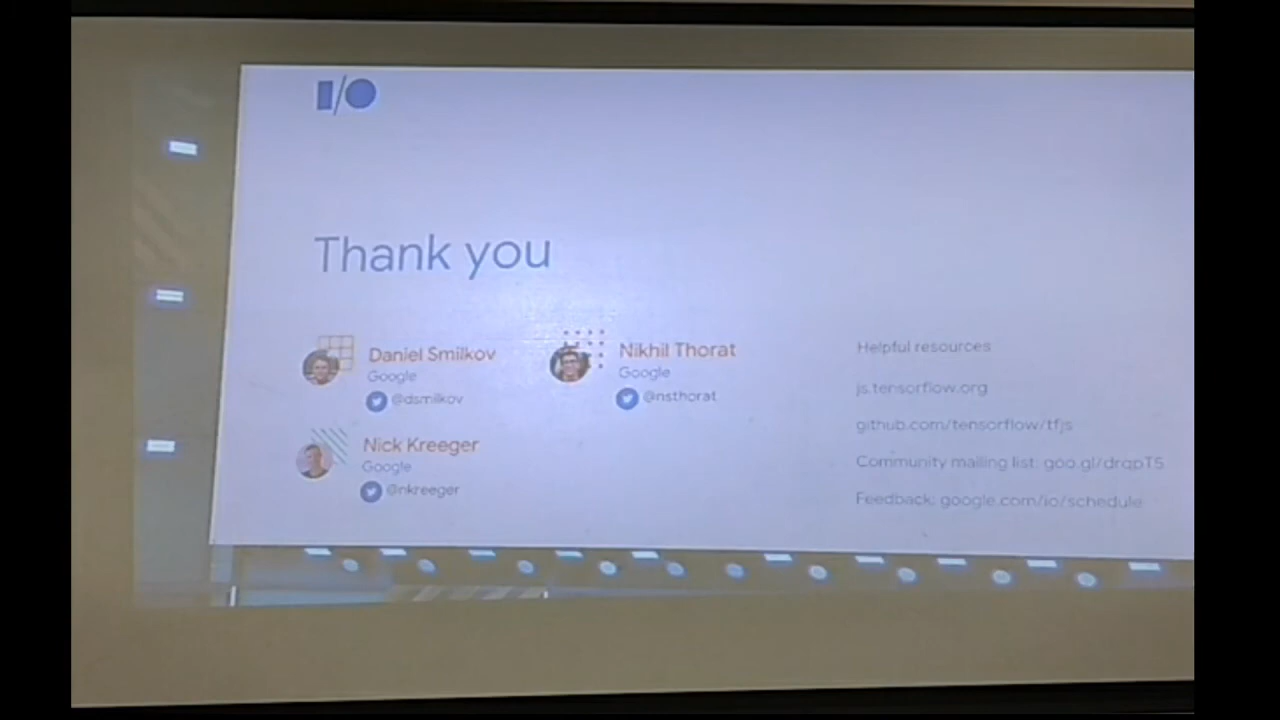 I/O
Thank you
Daniel Smilkov
Google
@dsmilkov
Nikhil Thorat
Google
@nsthorat
Nick Kreeger
Google
@nkreeger
Helpful resources
js.tensorflow.org
github.com/tensorflow/tfjs
Community mailing list: goo.gl/drqpT5
Feedback: google.com/io/schedule